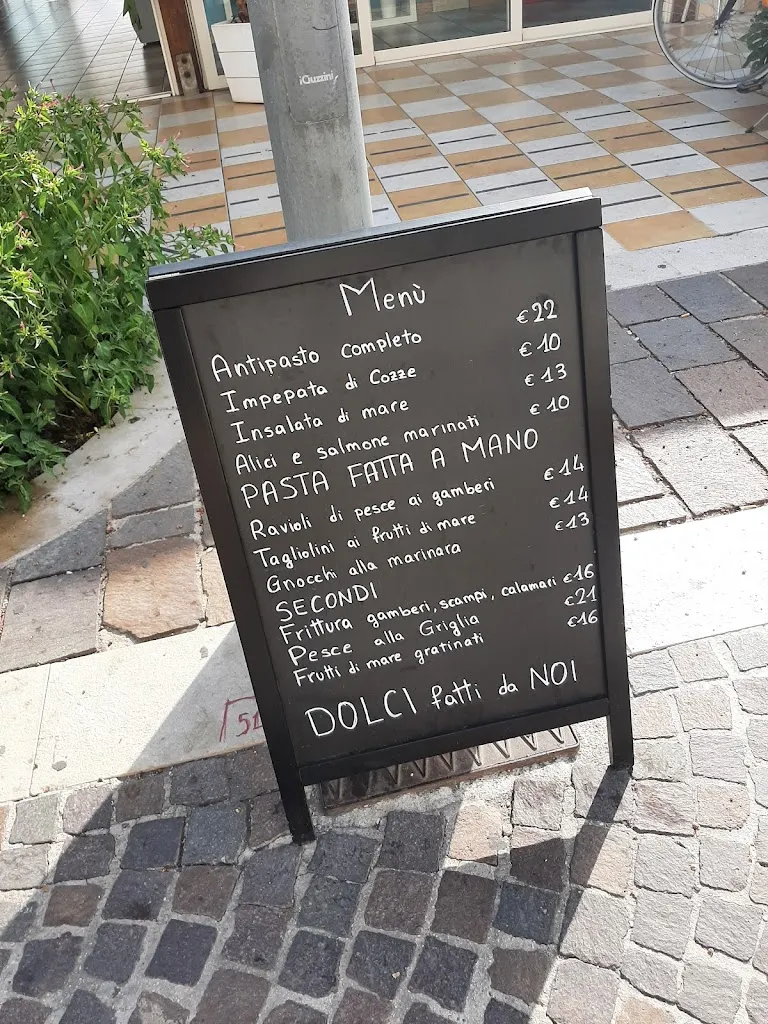 iGuzzini
Menù
Antipasto completo €22
Impepata di Cozze €10
Insalata di mare €13
Alici e salmone marinati €10
PASTA FATTA A MANO
Ravioli di pesce ai gamberi €14
Tagliolini ai frutti di mare €14
Gnocchi alla marinara €13
SECONDI
Frittura gamberi, scampi, calamari €16
Pesce alla Griglia €21
Frutti di mare gratinati €16
DOLCI fatti da NOI
51